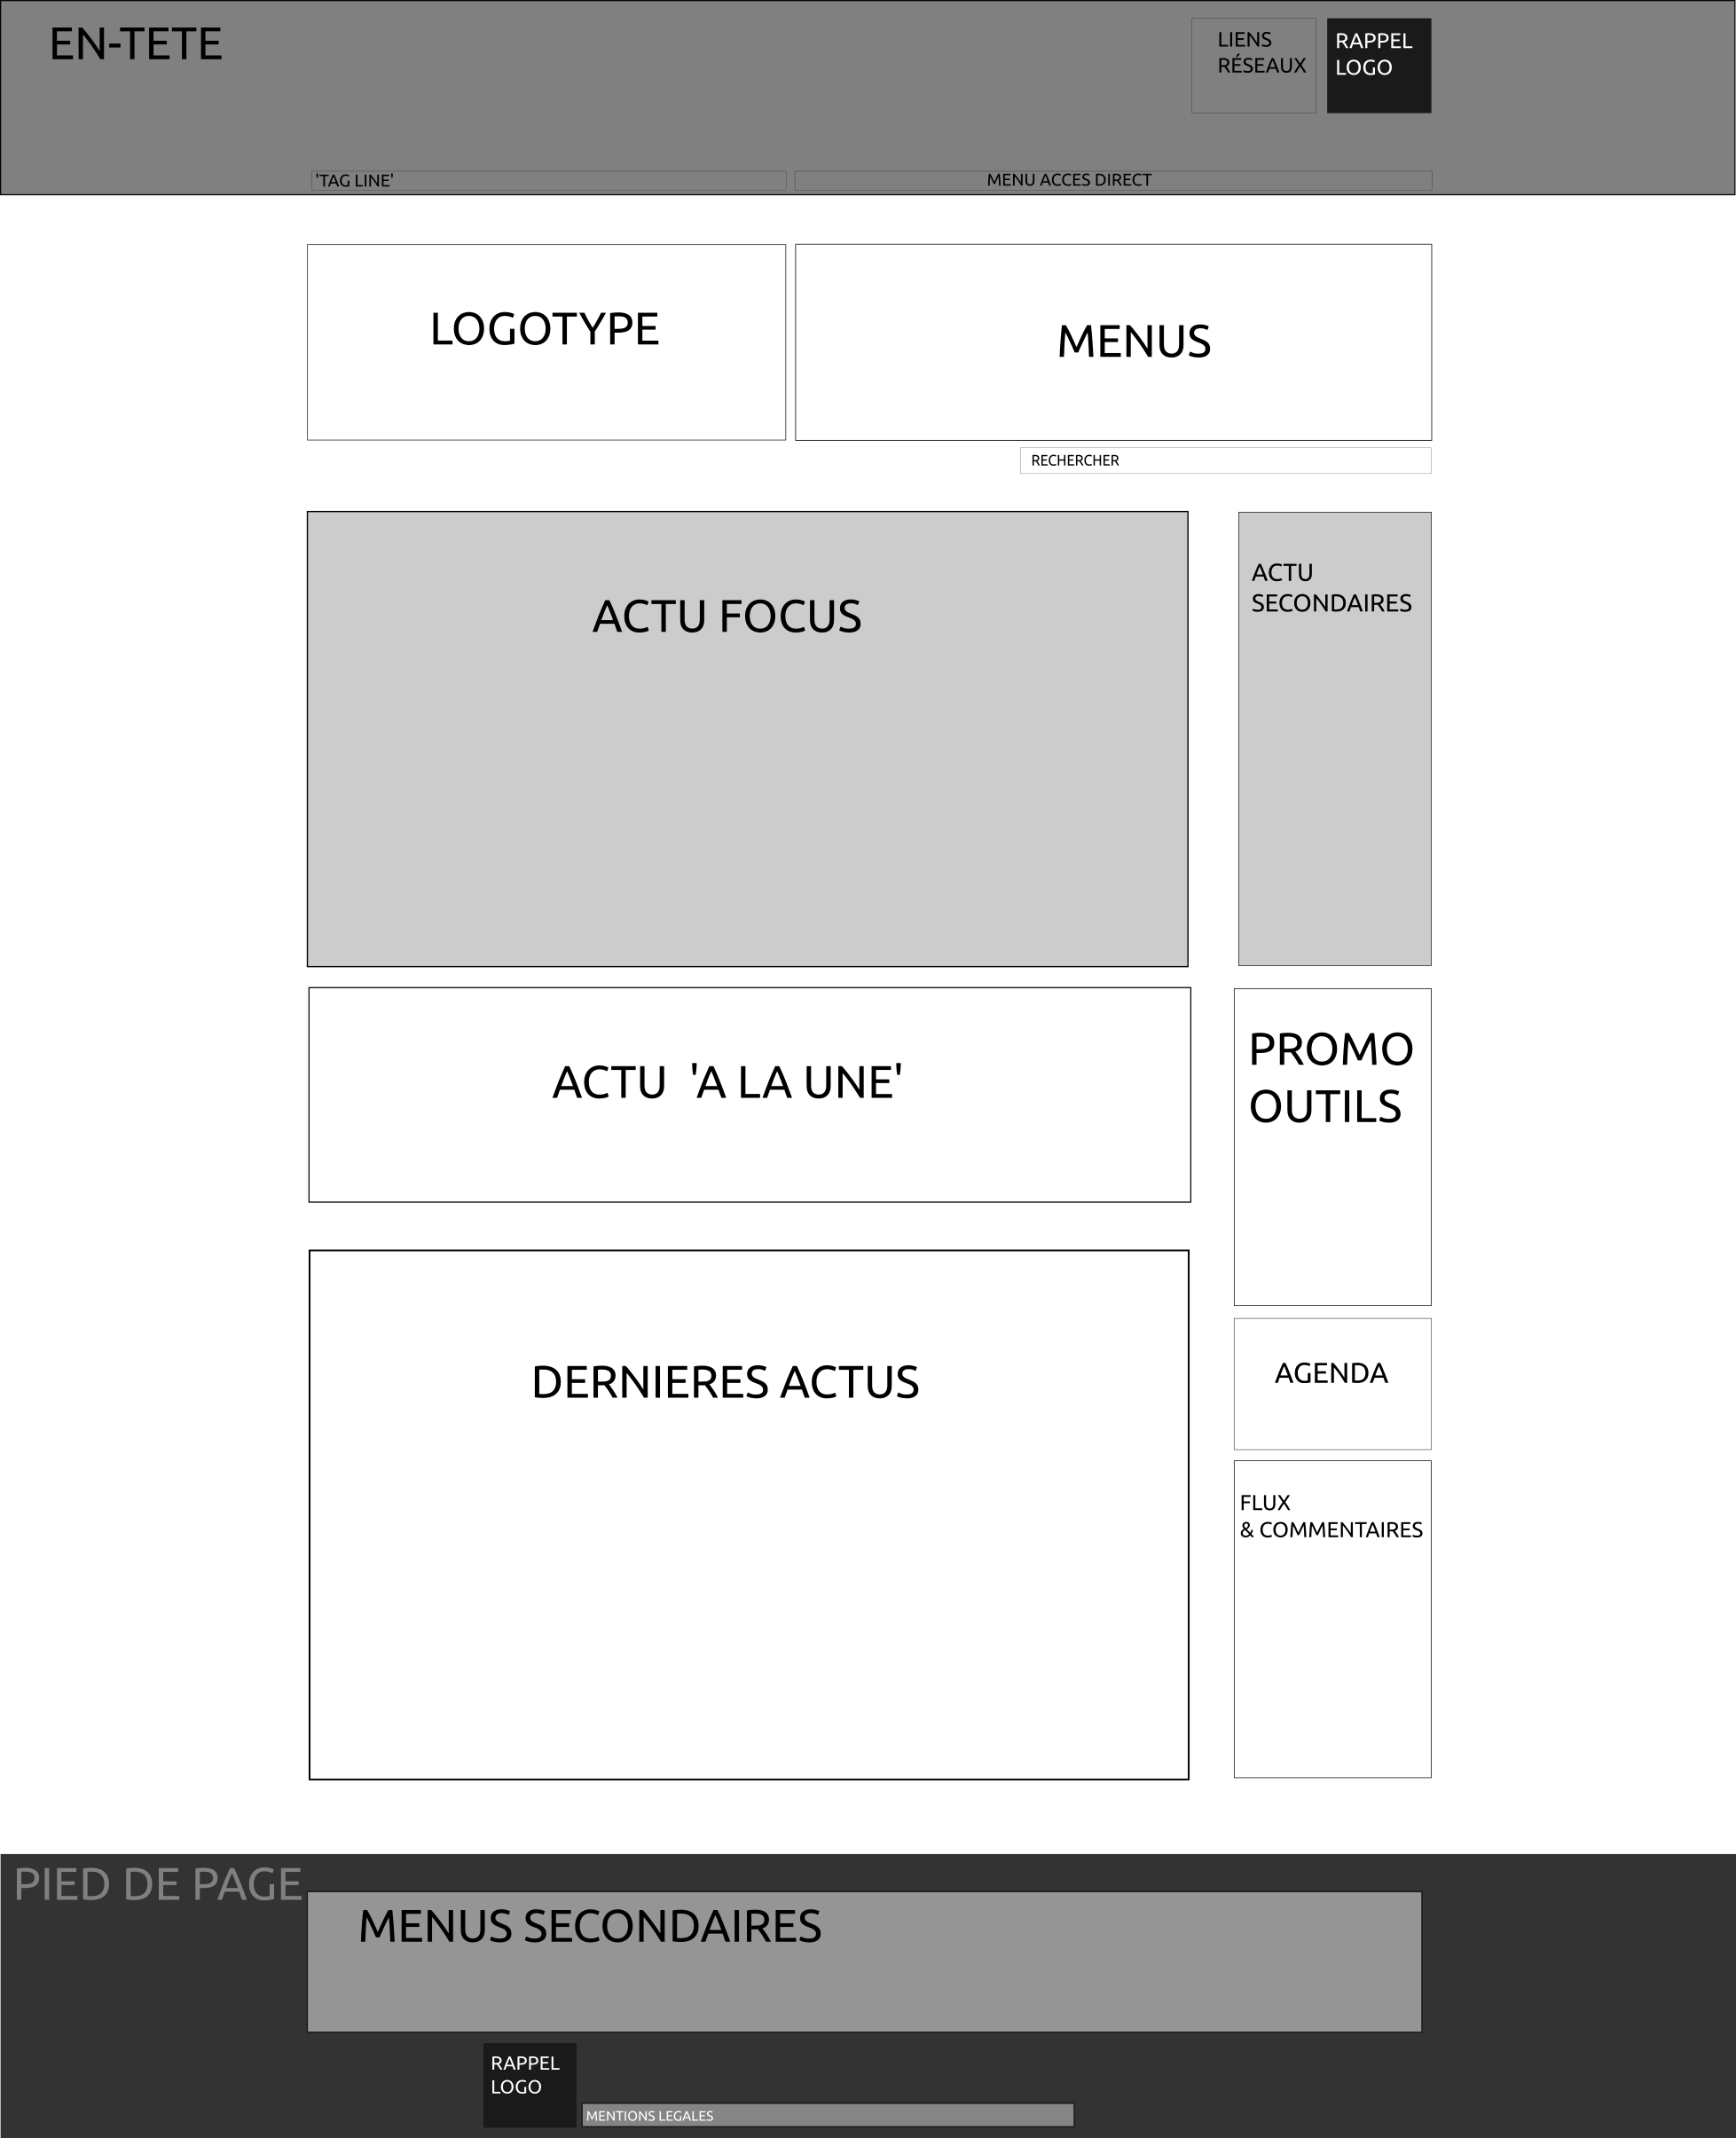 EN-TETE
LIENS
RÉSEAUX
RAPPEL
LOGO
'TAG LINE'
MENU ACCES DIRECT
LOGOTYPE
MENUS
RECHERCHER
ACTU FOCUS
ACTU
SECONDAIRES
ACTU 'A LA UNE'
PROMO
OUTILS
DERNIERES ACTUS
AGENDA
FLUX
& COMMENTAIRES
PIED DE PAGE
MENUS SECONDAIRES
RAPPEL
LOGO
MENTIONS LEGALES